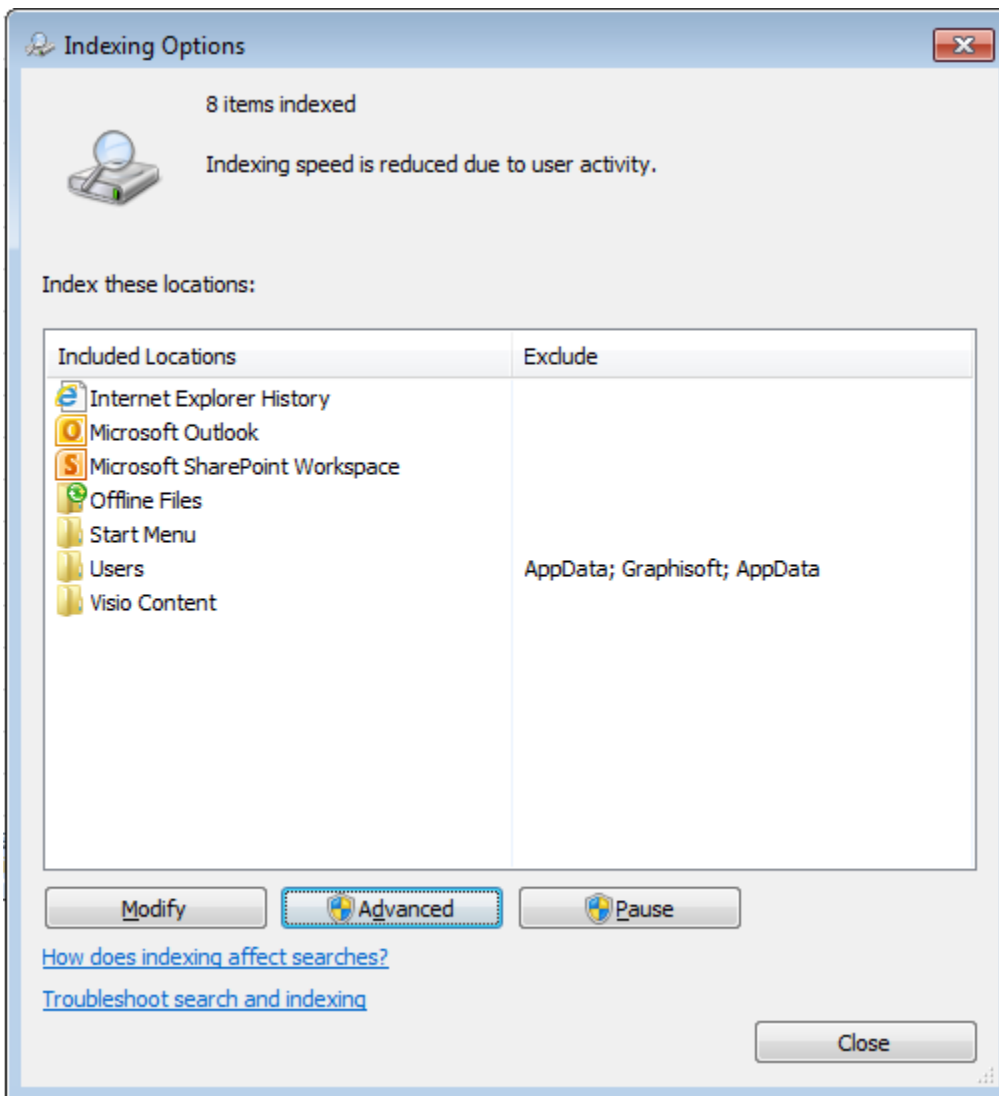 Indexing Options
8 items indexed
Indexing speed is reduced due to user activity.
Index these locations:
Included Locations Exclude
Internet Explorer History
Microsoft Outlook
Microsoft SharePoint Workspace
Offline Files
Start Menu
Users AppData; Graphisoft; AppData
Visio Content
Modify Advanced Pause
How does indexing affect searches?
Troubleshoot search and indexing
Close